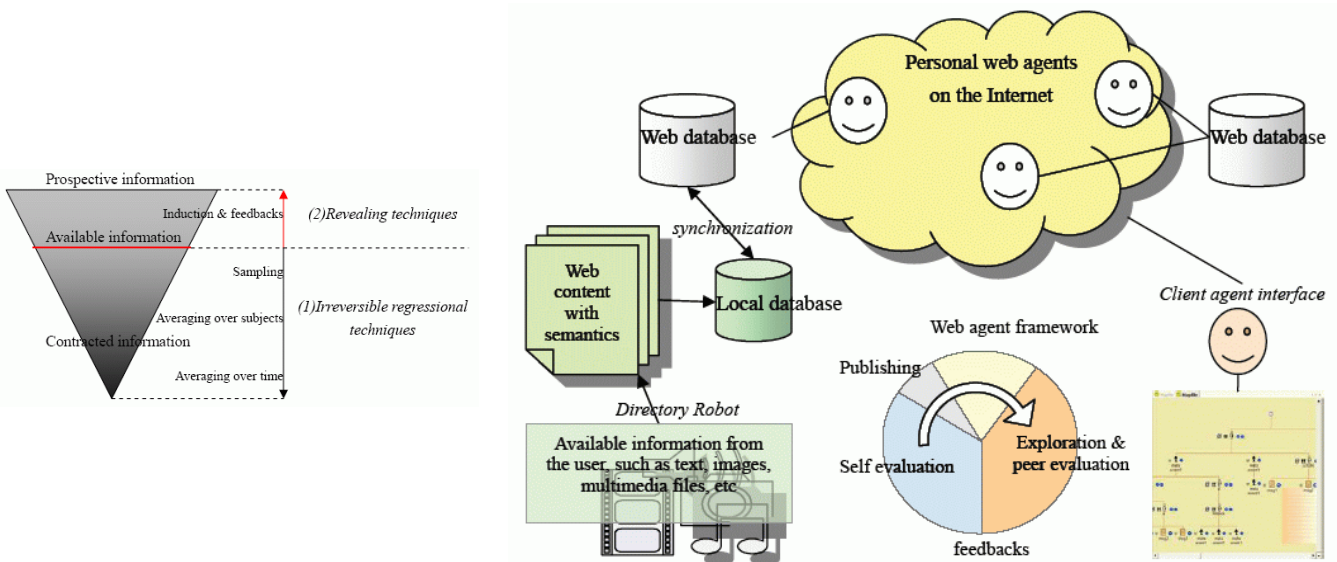 Prospective information
Induction & feedbacks
(2)Revealing techniques
Available information
Sampling
(1)Irreversible regressional
techniques
Averaging over subjects
Contracted information
Averaging over time
Personal web agents
on the Internet
Web database
Web database
synchronization
Web
content
with
semantics
Local database
Client agent interface
Directory Robot
Available information from
the user, such as text, images,
multimedia files, etc
Web agent framework
Publishing
Self evaluation
Exploration &
peer evaluation
feedbacks